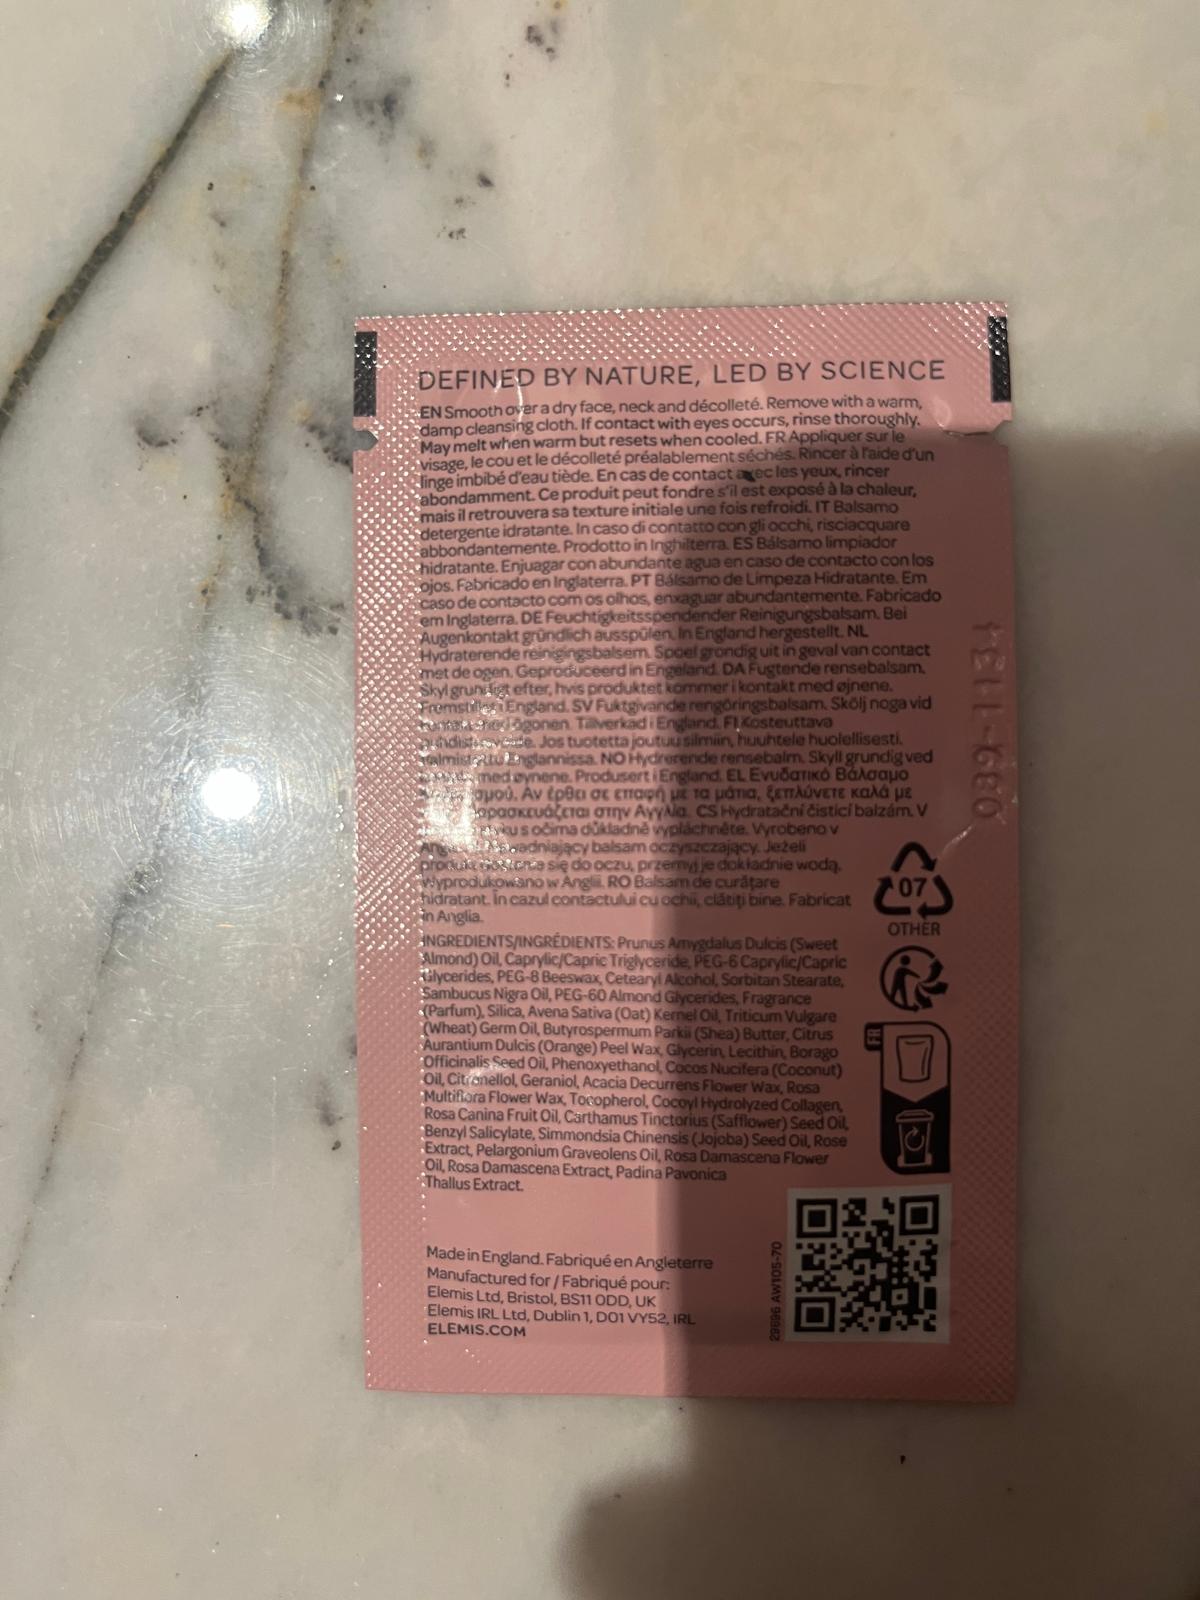 DEFINED BY NATURE, LED BY SCIENCE
EN Smooth over a dry face, neck and décolleté. Remove with a warm,
damp cleansing cloth. If contact with eyes occurs, rinse thoroughly.
May melt when warm but resets when cooled. FR Appliquer sur le
visage, le cou et le décolleté préalablement séchés. Rincer à l'aide d'un
linge imbibé d'eau tiède. En cas de contact avec les yeux, rincer
abondamment. Ce produit peut fondre s'il est exposé à la chaleur,
mais il retrouvera sa texture initiale une fois refroidi. IT Balsamo
detergente idratante. In caso di contatto con gli occhi, risciacquare
abbondantemente. Prodotto in Inghilterra. ES Bálsamo limpiador
hidratante. Enjuagar con abundante agua en caso de contacto con los
ojos. Fabricado en Inglaterra. PT Bálsamo de Limpeza Hidratante. Em
caso de contacto com os olhos, enxaguar abundantemente. Fabricado
em Inglaterra. DE Feuchtigkeitsspendender Reinigungsbalsam. Bei
Augenkontakt gründlich ausspülen. In England hergestellt. NL
Hydraterende reinigingsbalsem. Spoel grondig uit in geval van contact
met de ogen. Geproduceerd in Engeland. DA Fugtende rensebalsam.
Skyl grundigt efter, hvis produktet kommer i kontakt med øjnene.
Fremstillet i England. SV Fuktgivande rengöringsbalsam. Skölj noga vid
med ögonen. Tillverkad i England. FI Kosteuttava
Jos tuotetta joutuu silmiin, huuhtele huolellisesti.
Valmistettu Englannissa. NO Hydrerende rensebalm. Skyll grundig ved
med øynene. Produsert i England. EL Ενυδατικό Βάλσαμο
Αν έρθει σε επαφή με τα μάτια, ξεπλύνετε καλά με
στην Αγγλία. CS Hydratační čisticí balzám. V
s očima důkladně vypláchněte. Vyrobeno v
balsam oczyszczający. Jeżeli
produkt dostanie się do oczu, przemyj je dokładnie wodą.
Wyprodukowano w Anglii. RO Balsam de curățare
hidratant. În cazul contactului cu ochii, clătiți bine. Fabricat
în Anglia.
INGREDIENTS/INGRÉDIENTS: Prunus Amygdalus Dulcis (Sweet
Almond) Oil, Caprylic/Capric Triglyceride, PEG-6 Caprylic/Capric
Glycerides, PEG-8 Beeswax, Cetearyl Alcohol, Sorbitan Stearate,
Sambucus Nigra Oil, PEG-60 Almond Glycerides, Fragrance
(Parfum), Silica, Avena Sativa (Oat) Kernel Oil, Triticum Vulgare
(Wheat) Germ Oil, Butyrospermum Parkii (Shea) Butter, Citrus
Aurantium Dulcis (Orange) Peel Wax, Glycerin, Lecithin, Borago
Officinalis Seed Oil, Phenoxyethanol, Cocos Nucifera (Coconut)
Oil, Citronellol, Geraniol, Acacia Decurrens Flower Wax, Rosa
Multiflora Flower Wax, Tocopherol, Cocoyl Hydrolyzed Collagen,
Rosa Canina Fruit Oil, Carthamus Tinctorius (Safflower) Seed Oil,
Benzyl Salicylate, Simmondsia Chinensis (Jojoba) Seed Oil, Rose
Extract, Pelargonium Graveolens Oil, Rosa Damascena Flower
Oil, Rosa Damascena Extract, Padina Pavonica
Thallus Extract.
07
OTHER
FR
Made in England. Fabriqué en Angleterre
Manufactured for / Fabriqué pour:
Elemis Ltd, Bristol, BS11 0DD, UK
Elemis IRL Ltd, Dublin 1, D01 VY52, IRL
ELEMIS.COM
29696 AW105-70